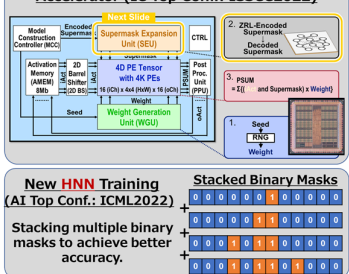 Next Slide
Model
Construction
Controller (MCC)
Encoded
Supermask
Supermask Expansion
Unit (SEU)
CTRL
2.
ZRL-Encoded
Supermask
Decoded
Supermask
Activation
Memory
(AMEM)
8Mb
iAct
2D
Barrel
Shifter
(2D BS)
iAct
Supermask
4D PE Tensor
with 4K PEs
16 (iCh) x 4x4 (HxW) x 16 (oCh)
PSUM
Post
Proc.
Unit
(PPU)
3. PSUM
and Supermask) x Weight}
Weight
Seed
Weight Generation
Unit (WGU)
oAct
1.
Seed
RNG
Weight
New HNN Training
(AI Top Conf.: ICML2022)
Stacking multiple binary
masks to achieve better
accuracy.
Stacked Binary Masks
0 0 0 0 0 1 0 0 0 0
+
0 0 0 0 1 1 0 0 0 0
+
0 0 0 1 0 1 1 0 0 0
+
0 0 0 1 1 0 1 0 0